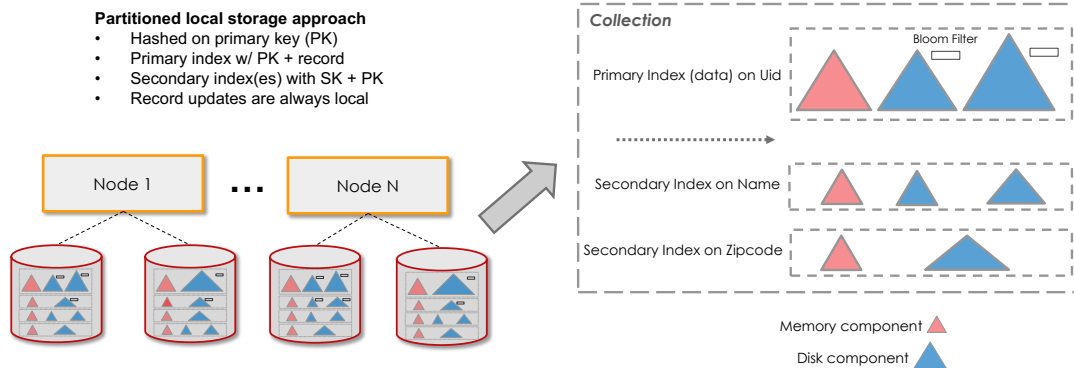 Partitioned local storage approach
• Hashed on primary key (PK)
• Primary index w/ PK + record
• Secondary index(es) with SK + PK
• Record updates are always local
Node 1
...
Node N
Collection
Bloom Filter
Primary Index (data) on Uid
Secondary Index on Name
Secondary Index on Zipcode
Memory component
Disk component